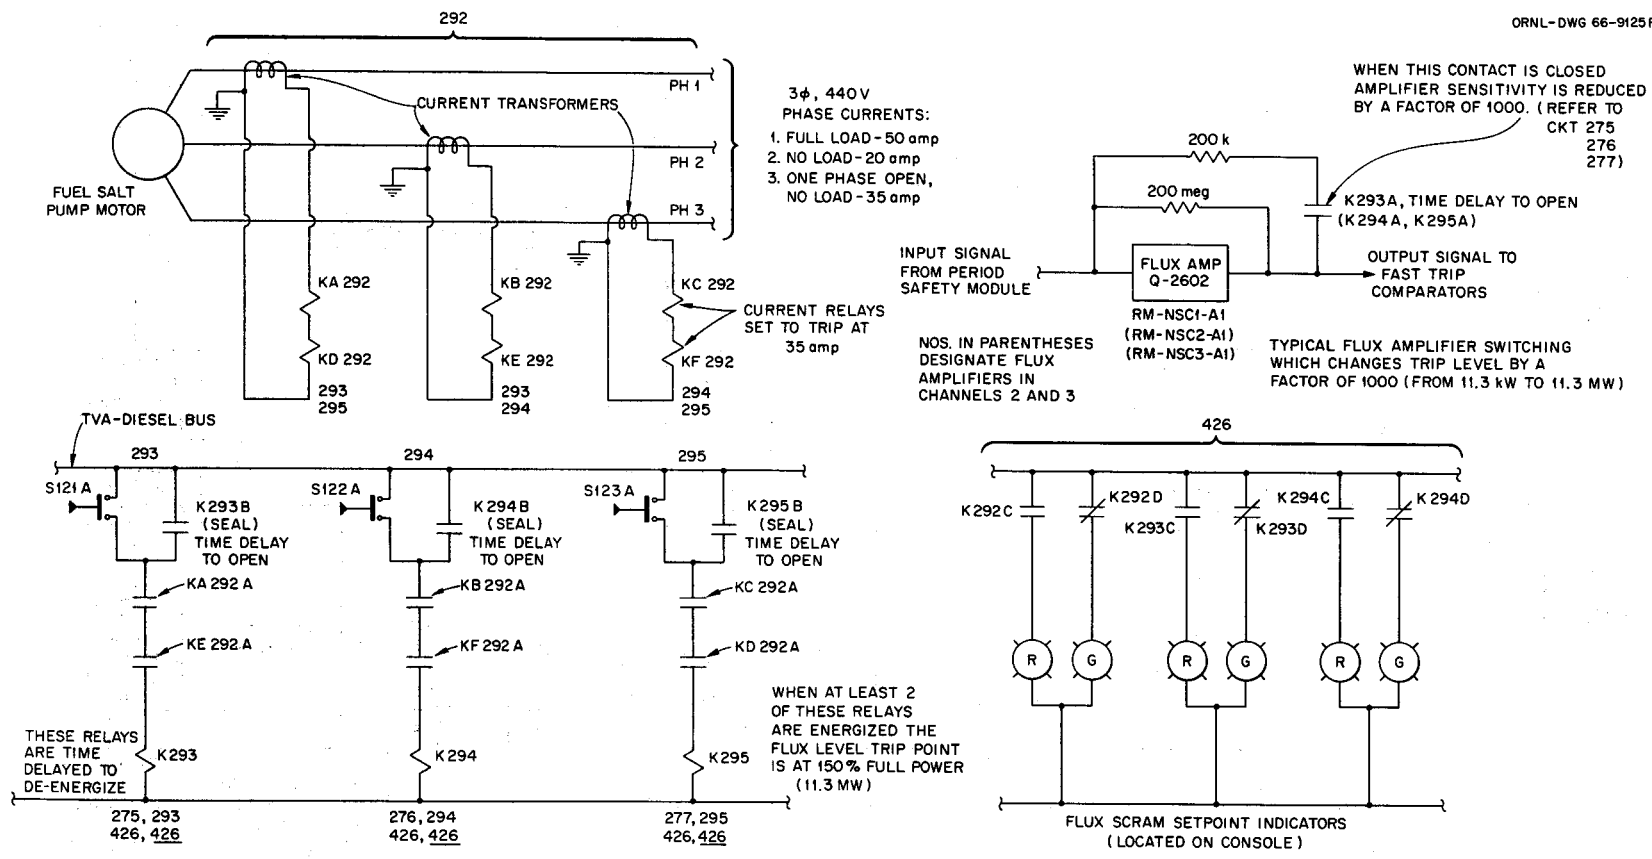 292
ORNL-DWG 66-9125R
PH 1
PH 2
PH 3
CURRENT TRANSFORMERS
FUEL SALT
PUMP MOTOR
3ϕ, 440 V
PHASE CURRENTS:
1. FULL LOAD - 50 amp
2. NO LOAD - 20 amp
3. ONE PHASE OPEN,
NO LOAD - 35 amp
KA 292
KD 292
293
295
KB 292
KE 292
293
294
KC 292
KF 292
294
295
CURRENT RELAYS
SET TO TRIP AT
35 amp
WHEN THIS CONTACT IS CLOSED
AMPLIFIER SENSITIVITY IS REDUCED
BY A FACTOR OF 1000. (REFER TO
CKT 275
276
277)
200 k
200 meg
K293A, TIME DELAY TO OPEN
(K294A, K295A)
INPUT SIGNAL
FROM PERIOD
SAFETY MODULE
FLUX AMP
Q-2602
RM-NSC1-A1
(RM-NSC2-A1)
(RM-NSC3-A1)
OUTPUT SIGNAL TO
FAST TRIP
COMPARATORS
NOS. IN PARENTHESES
DESIGNATE FLUX
AMPLIFIERS IN
CHANNELS 2 AND 3
TYPICAL FLUX AMPLIFIER SWITCHING
WHICH CHANGES TRIP LEVEL BY A
FACTOR OF 1000 (FROM 11.3 kW TO 11.3 MW)
TVA-DIESEL BUS
293
S121A
K293B
(SEAL)
TIME DELAY
TO OPEN
KA 292A
KE 292A
K293
294
S122A
K294B
(SEAL)
TIME DELAY
TO OPEN
KB 292A
KF 292A
K294
295
S123A
K295B
(SEAL)
TIME DELAY
TO OPEN
KC 292A
KD 292A
K295
THESE RELAYS
ARE TIME
DELAYED TO
DE-ENERGIZE
275, 293
426, 426
276, 294
426, 426
277, 295
426, 426
WHEN AT LEAST 2
OF THESE RELAYS
ARE ENERGIZED THE
FLUX LEVEL TRIP POINT
IS AT 150% FULL POWER
(11.3 MW)
426
K292C
K292D
K293C
K293D
K294C
K294D
R
G
R
G
R
G
FLUX SCRAM SETPOINT INDICATORS
(LOCATED ON CONSOLE)